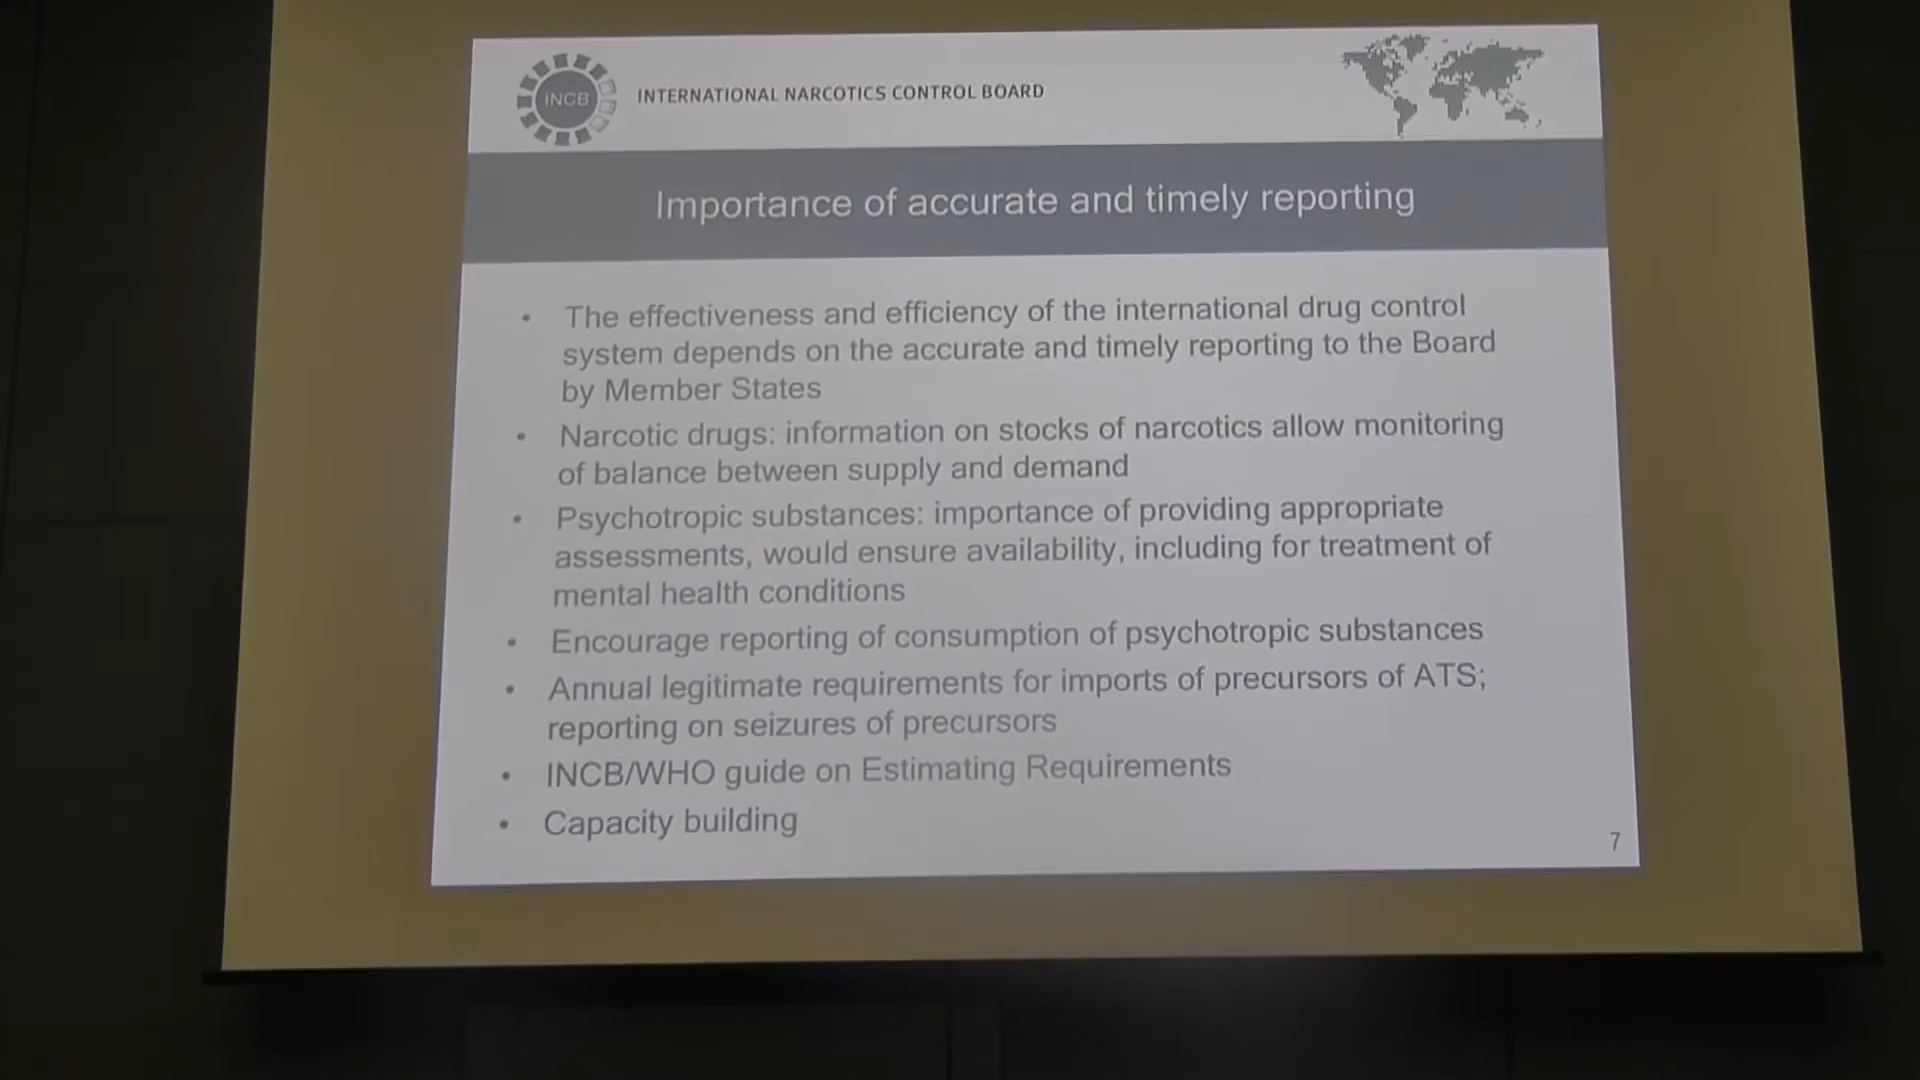 INCB
INTERNATIONAL NARCOTICS CONTROL BOARD
Importance of accurate and timely reporting
• The effectiveness and efficiency of the international drug control
system depends on the accurate and timely reporting to the Board
by Member States
• Narcotic drugs: information on stocks of narcotics allow monitoring
of balance between supply and demand
• Psychotropic substances: importance of providing appropriate
assessments, would ensure availability, including for treatment of
mental health conditions
• Encourage reporting of consumption of psychotropic substances
• Annual legitimate requirements for imports of precursors of ATS;
reporting on seizures of precursors
• INCB/WHO guide on Estimating Requirements
• Capacity building
7